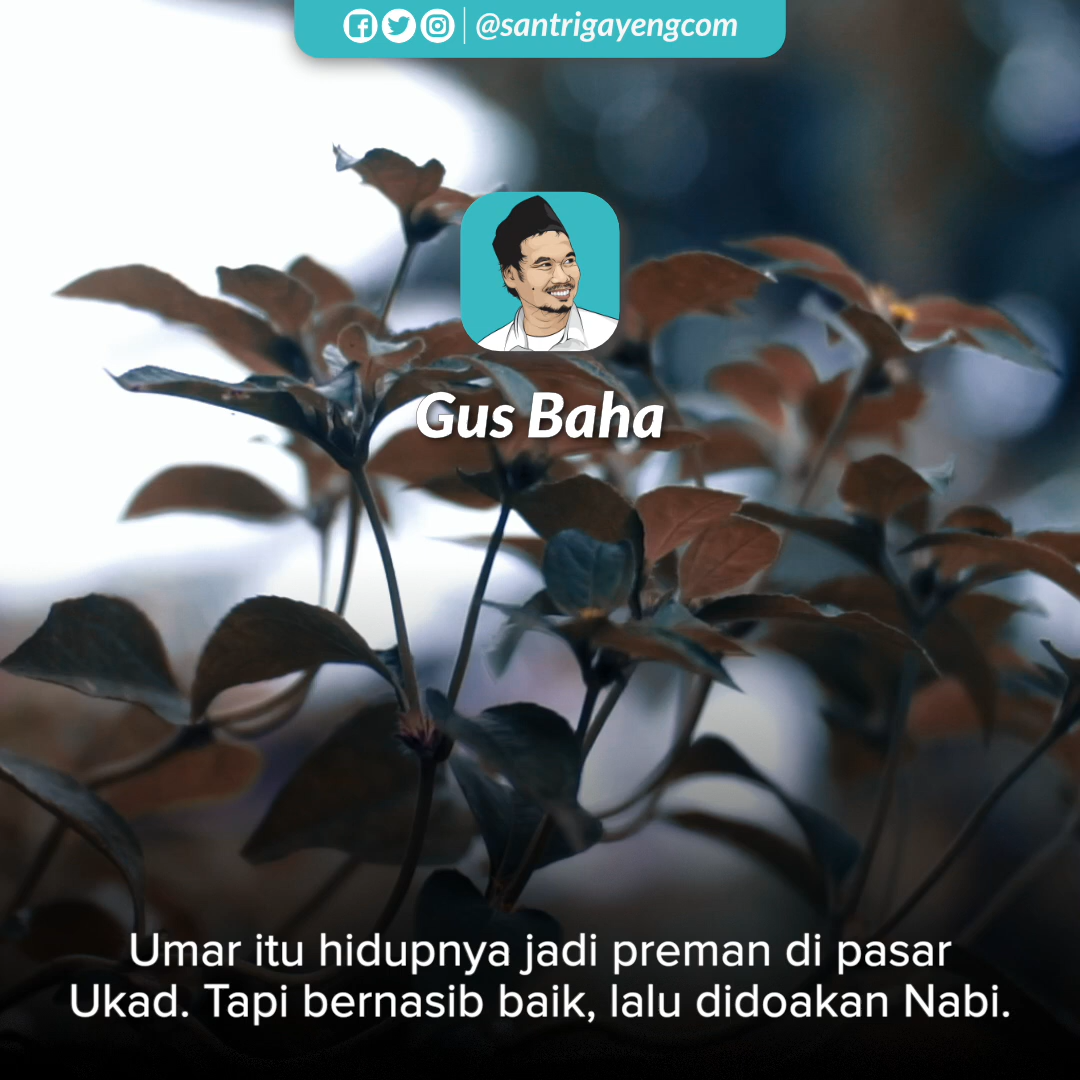 @santrigayengcom
Gus Baha
Umar itu hidupnya jadi preman di pasar
Ukad. Tapi bernasib baik, lalu didoakan Nabi.